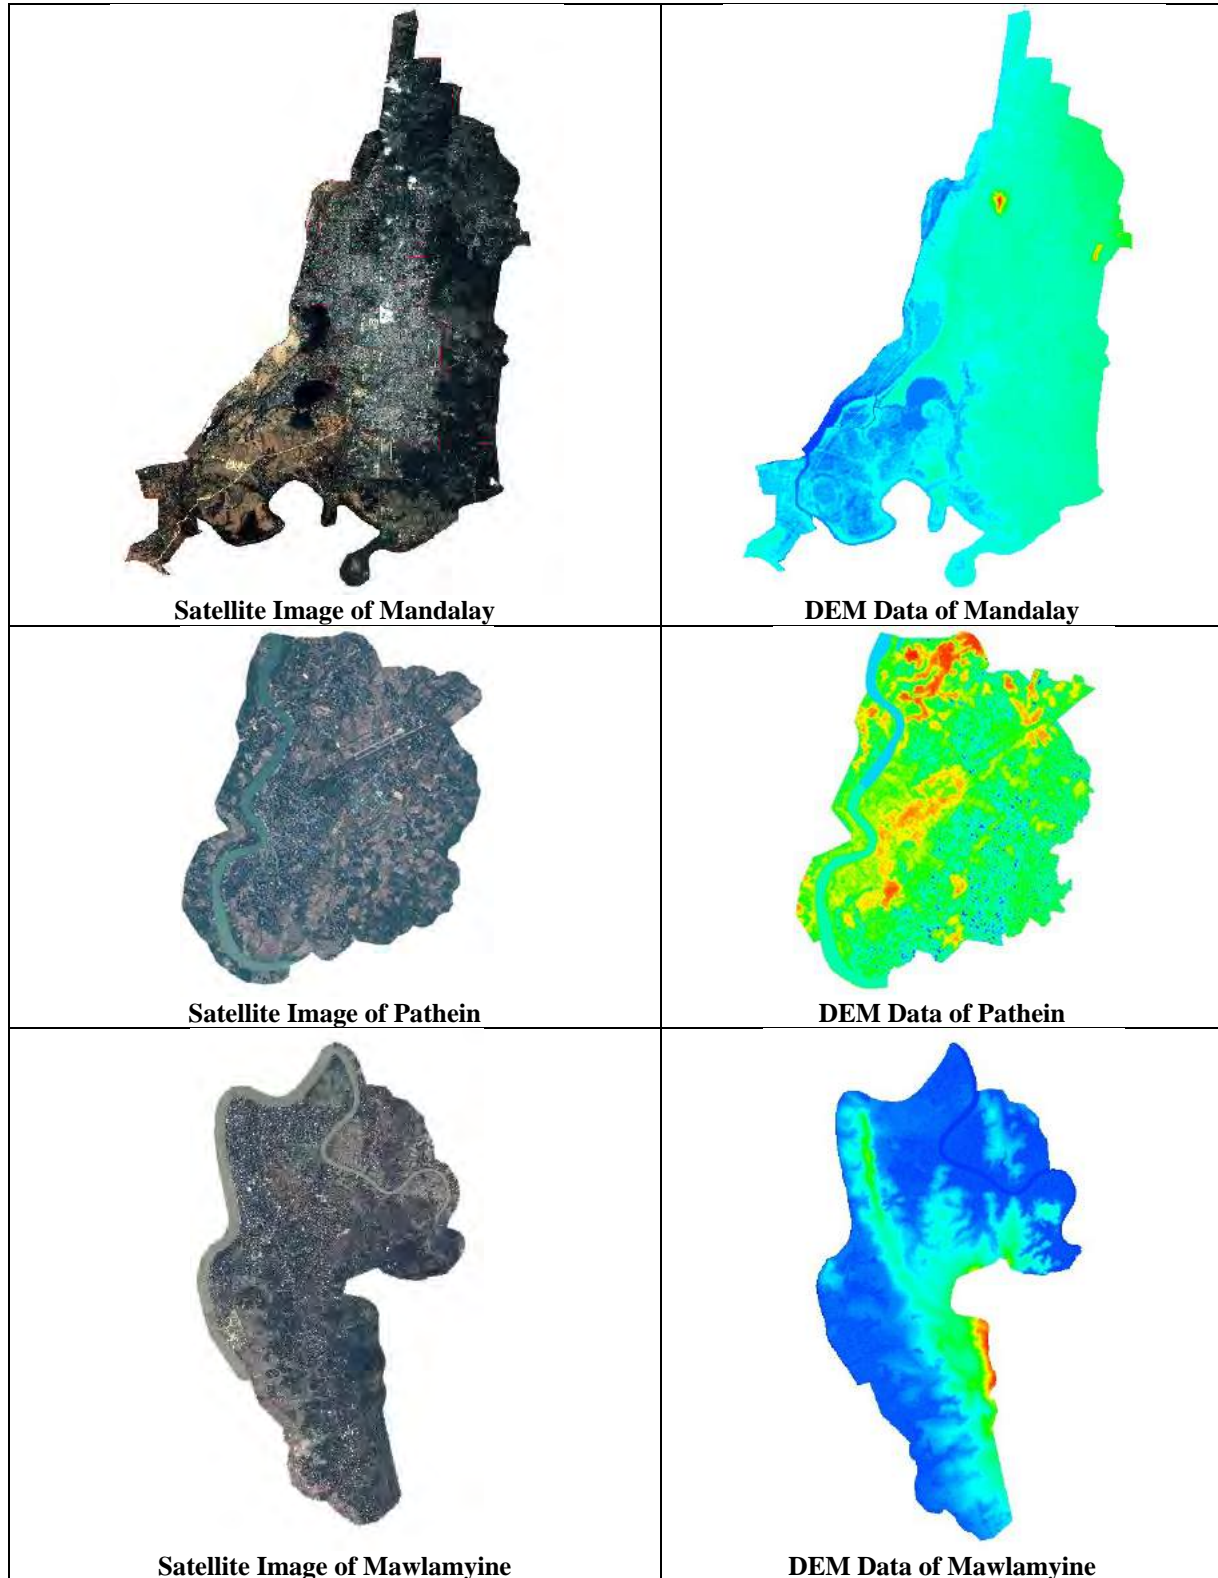 Satellite Image of Mandalay
DEM Data of Mandalay
Satellite Image of Pathein
DEM Data of Pathein
Satellite Image of Mawlamyine
DEM Data of Mawlamyine